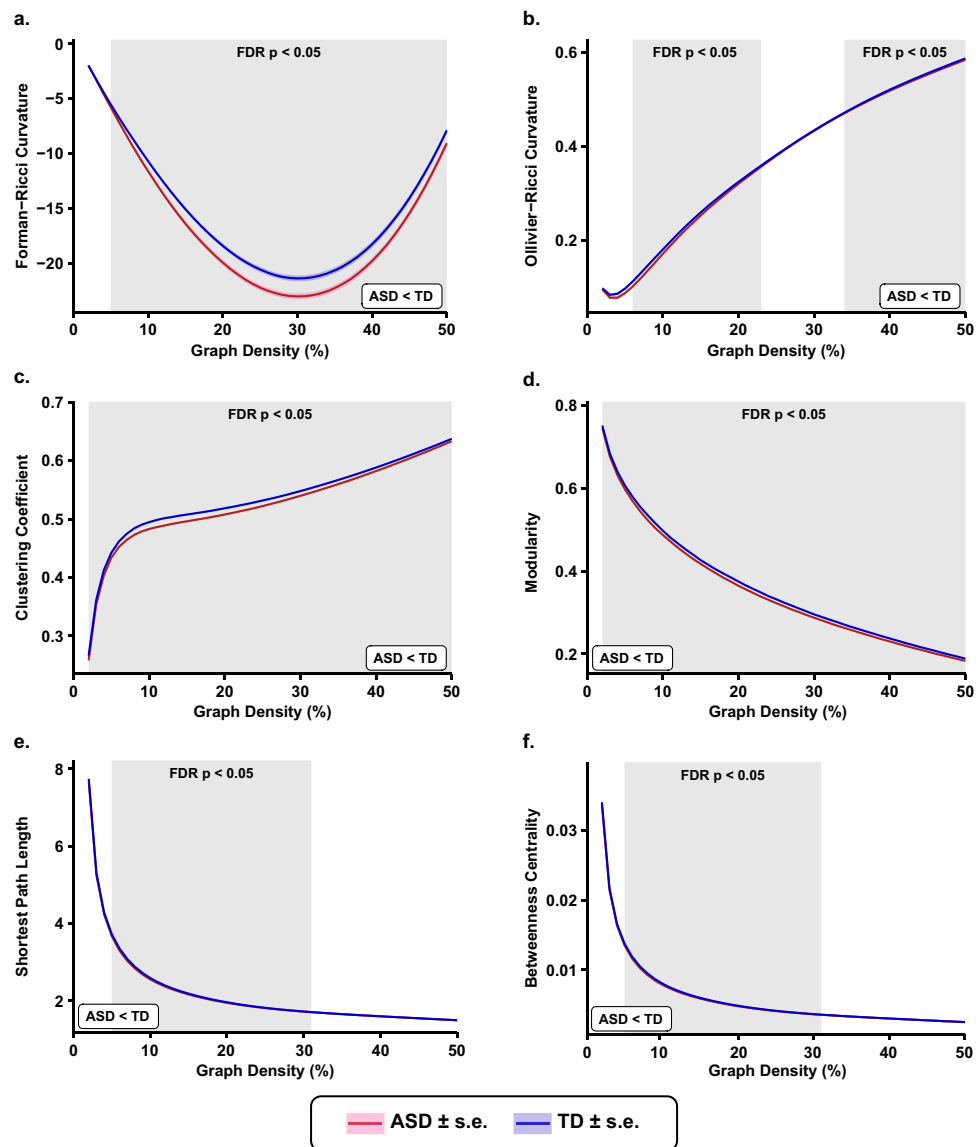 a.
FDR p < 0.05
0
−5
−10
−15
−20
Forman−Ricci Curvature
ASD < TD
0 10 20 30 40 50
Graph Density (%)
b.
FDR p < 0.05 FDR p < 0.05
0.6
0.4
0.2
Ollivier−Ricci Curvature
ASD < TD
0 10 20 30 40 50
Graph Density (%)
c.
FDR p < 0.05
0.7
0.6
0.5
0.4
0.3
Clustering Coefficient
ASD < TD
0 10 20 30 40 50
Graph Density (%)
d.
FDR p < 0.05
0.8
0.6
0.4
0.2
Modularity
ASD < TD
0 10 20 30 40 50
Graph Density (%)
e.
FDR p < 0.05
8
6
4
2
Shortest Path Length
ASD < TD
0 10 20 30 40 50
Graph Density (%)
f.
FDR p < 0.05
0.03
0.02
0.01
Betweenness Centrality
ASD < TD
0 10 20 30 40 50
Graph Density (%)
ASD ± s.e. TD ± s.e.